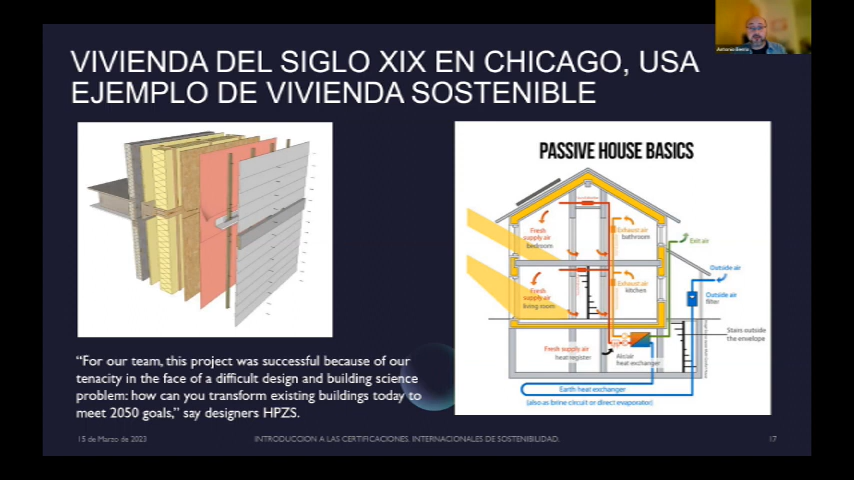 Antonio Sierra
VIVIENDA DEL SIGLO XIX EN CHICAGO, USA
EJEMPLO DE VIVIENDA SOSTENIBLE
PASSIVE HOUSE BASICS
Fresh
supply air
bedroom
Exhaust air
bathroom
Exit air
Outside air
Fresh
supply air
living room
Exhaust air
kitchen
Outside air
filter
Stairs outside
the envelope
Fresh supply air
heat register
Air/air
heat exchanger
Earth heat exchanger
(also as brine circuit or direct evaporator)
“For our team, this project was successful because of our
tenacity in the face of a difficult design and building science
problem: how can you transform existing buildings today to
meet 2050 goals,” say designers HPZS.
15 de Marzo de 2023
INTRODUCCION A LAS CERTIFICACIONES. INTERNACIONALES DE SOSTENIBILIDAD.
17